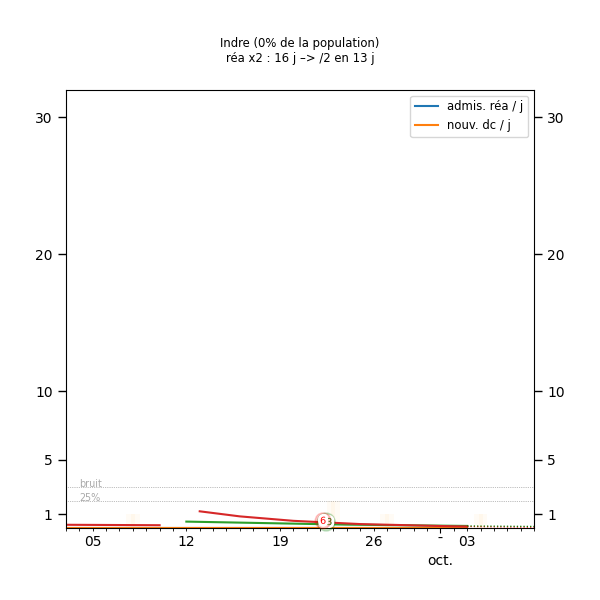 Indre (0% de la population)
réa x2 : 16 j –> /2 en 13 j
admis. réa / j
nouv. dc / j
30 30
20 20
10 10
5 5
bruit
25%
1 1
6
05 12 19 26 - 03
oct.